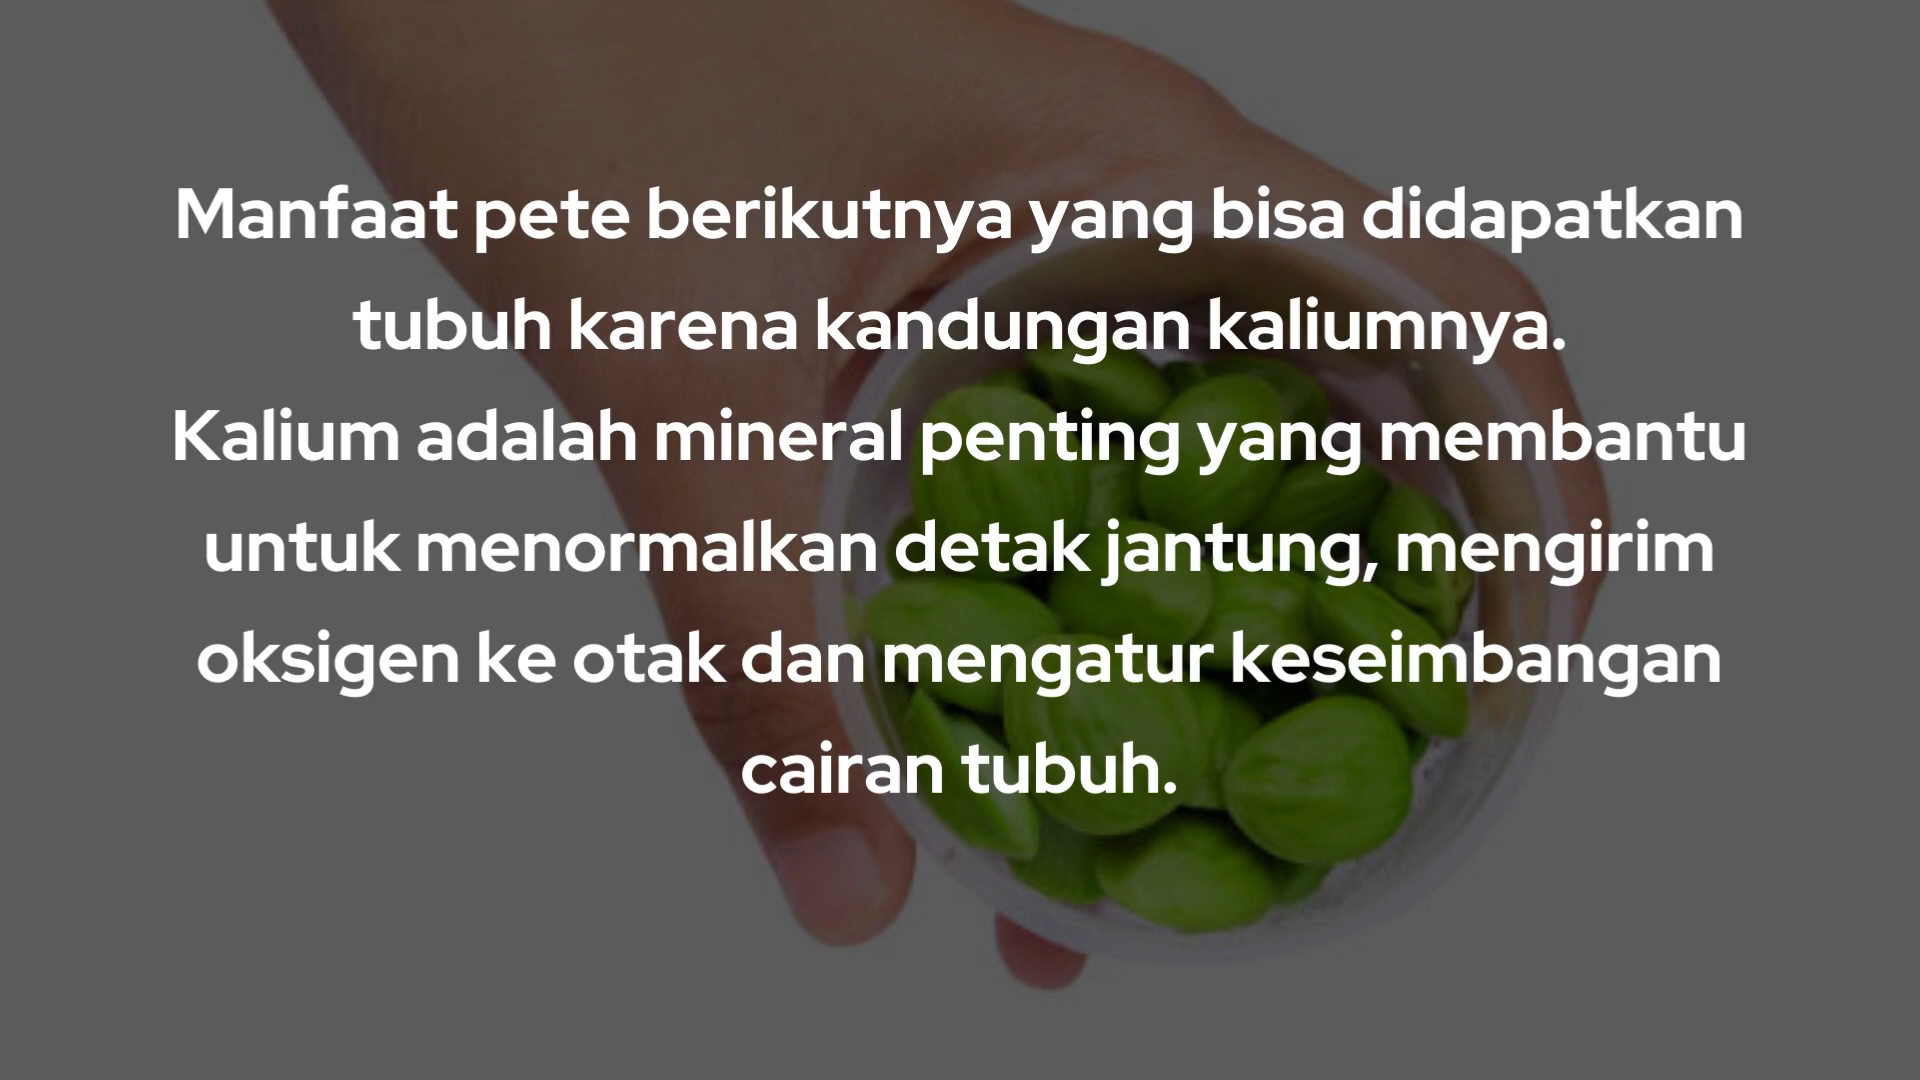 Manfaat pete berikutnya yang bisa didapatkan
tubuh karena kandungan kaliumnya.
Kalium adalah mineral penting yang membantu
untuk menormalkan detak jantung, mengirim
oksigen ke otak dan mengatur keseimbangan
cairan tubuh.